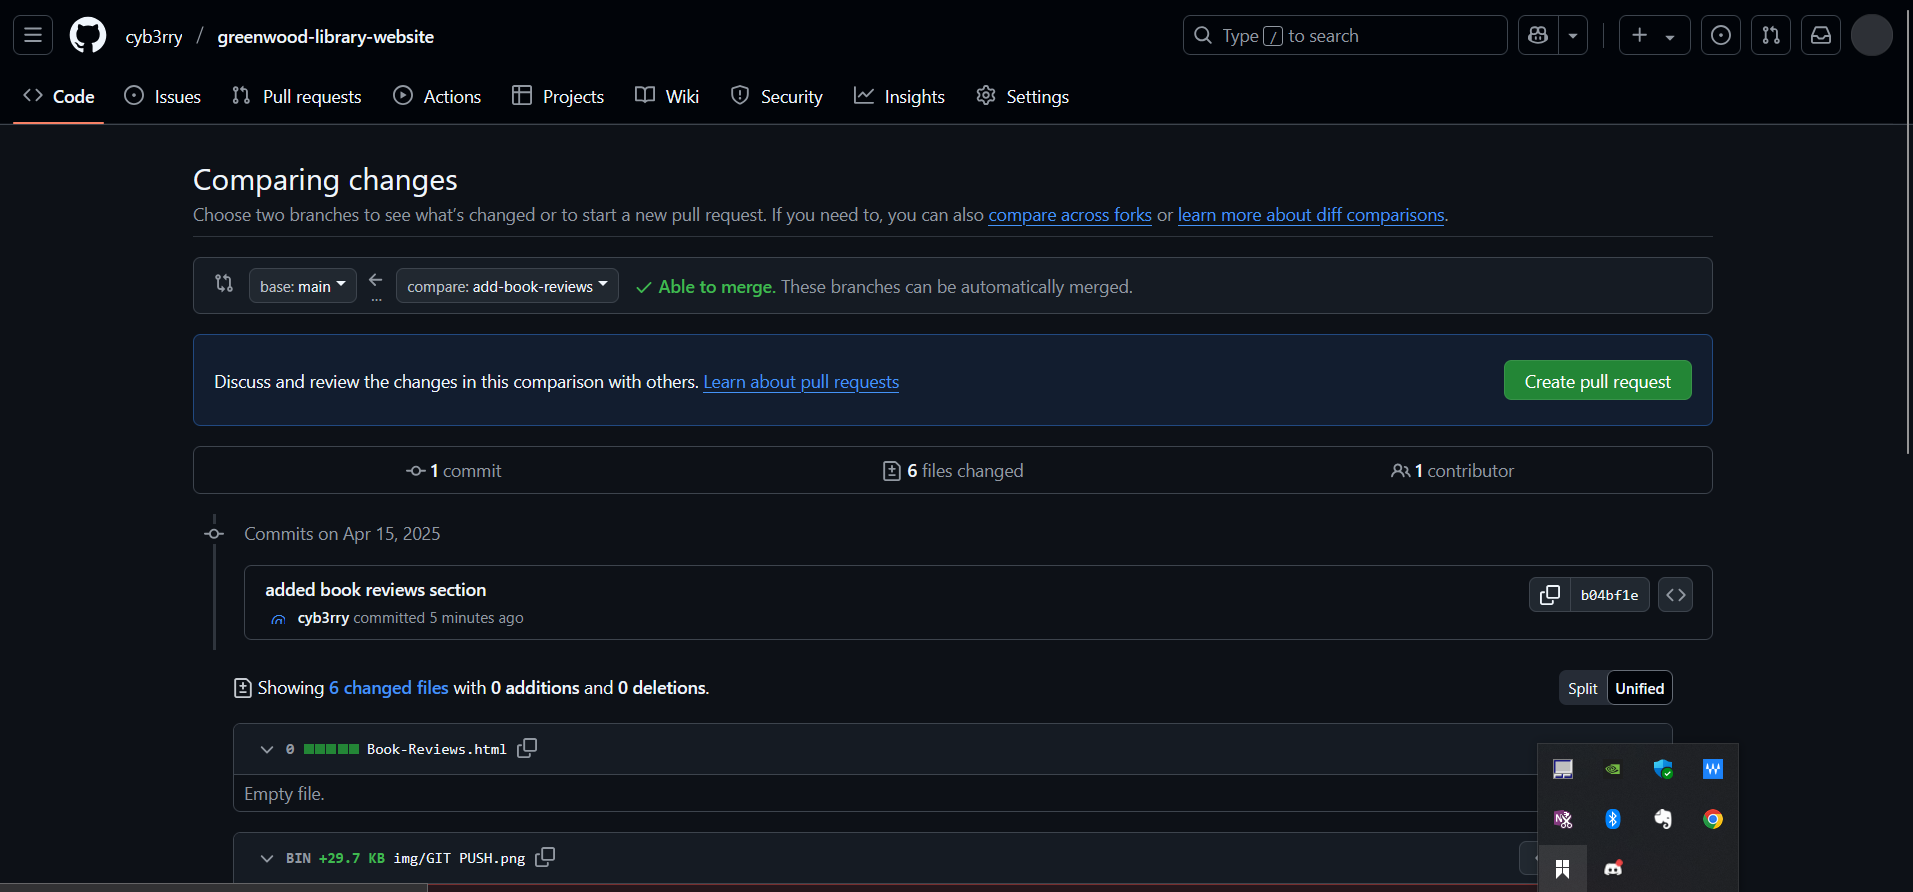 cyb3rry / greenwood-library-website
Type / to search
Code Issues Pull requests Actions Projects Wiki Security Insights Settings
Comparing changes
Choose two branches to see what's changed or to start a new pull request. If you need to, you can also compare across forks or learn more about diff comparisons.
base: main ... compare: add-book-reviews Able to merge. These branches can be automatically merged.
Discuss and review the changes in this comparison with others. Learn about pull requests
Create pull request
1 commit 6 files changed 1 contributor
Commits on Apr 15, 2025
added book reviews section
b04bf1e
cyb3rry committed 5 minutes ago
Showing 6 changed files with 0 additions and 0 deletions.
Split Unified
0 Book-Reviews.html
Empty file.
BIN +29.7 KB img/GIT PUSH.png